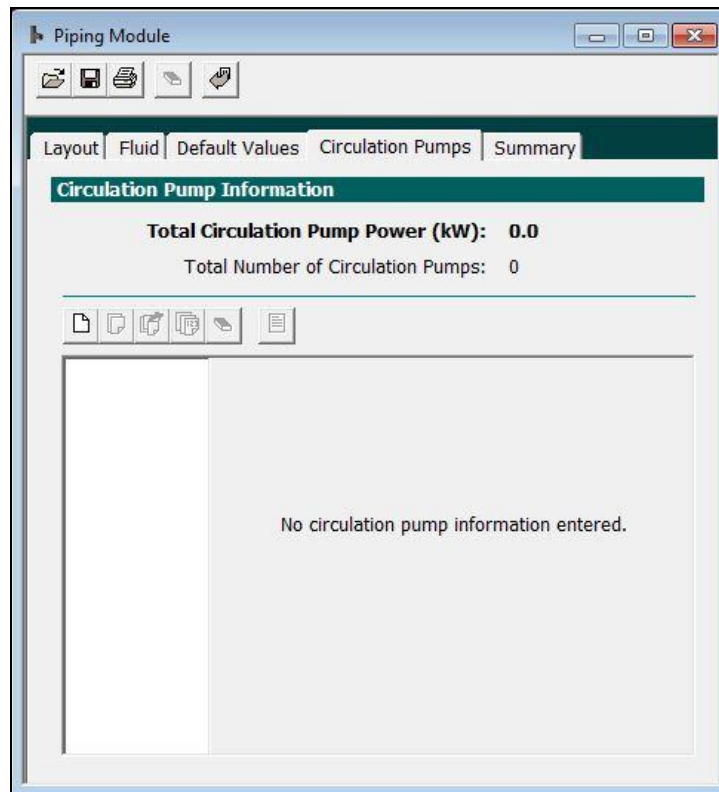 Piping Module
Layout Fluid Default Values Circulation Pumps Summary
Circulation Pump Information
Total Circulation Pump Power (kW): 0.0
Total Number of Circulation Pumps: 0
No circulation pump information entered.